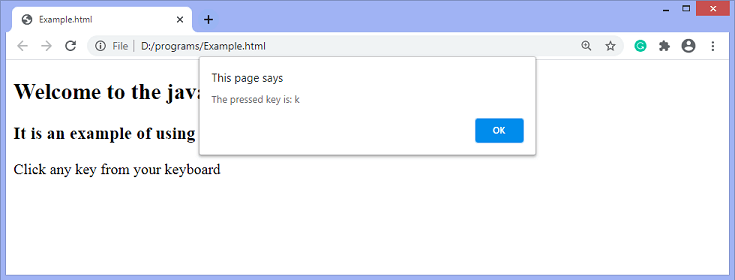 Example.html
File | D:/programs/Example.html
This page says
The pressed key is: k
OK
Welcome to the java
It is an example of using
Click any key from your keyboard